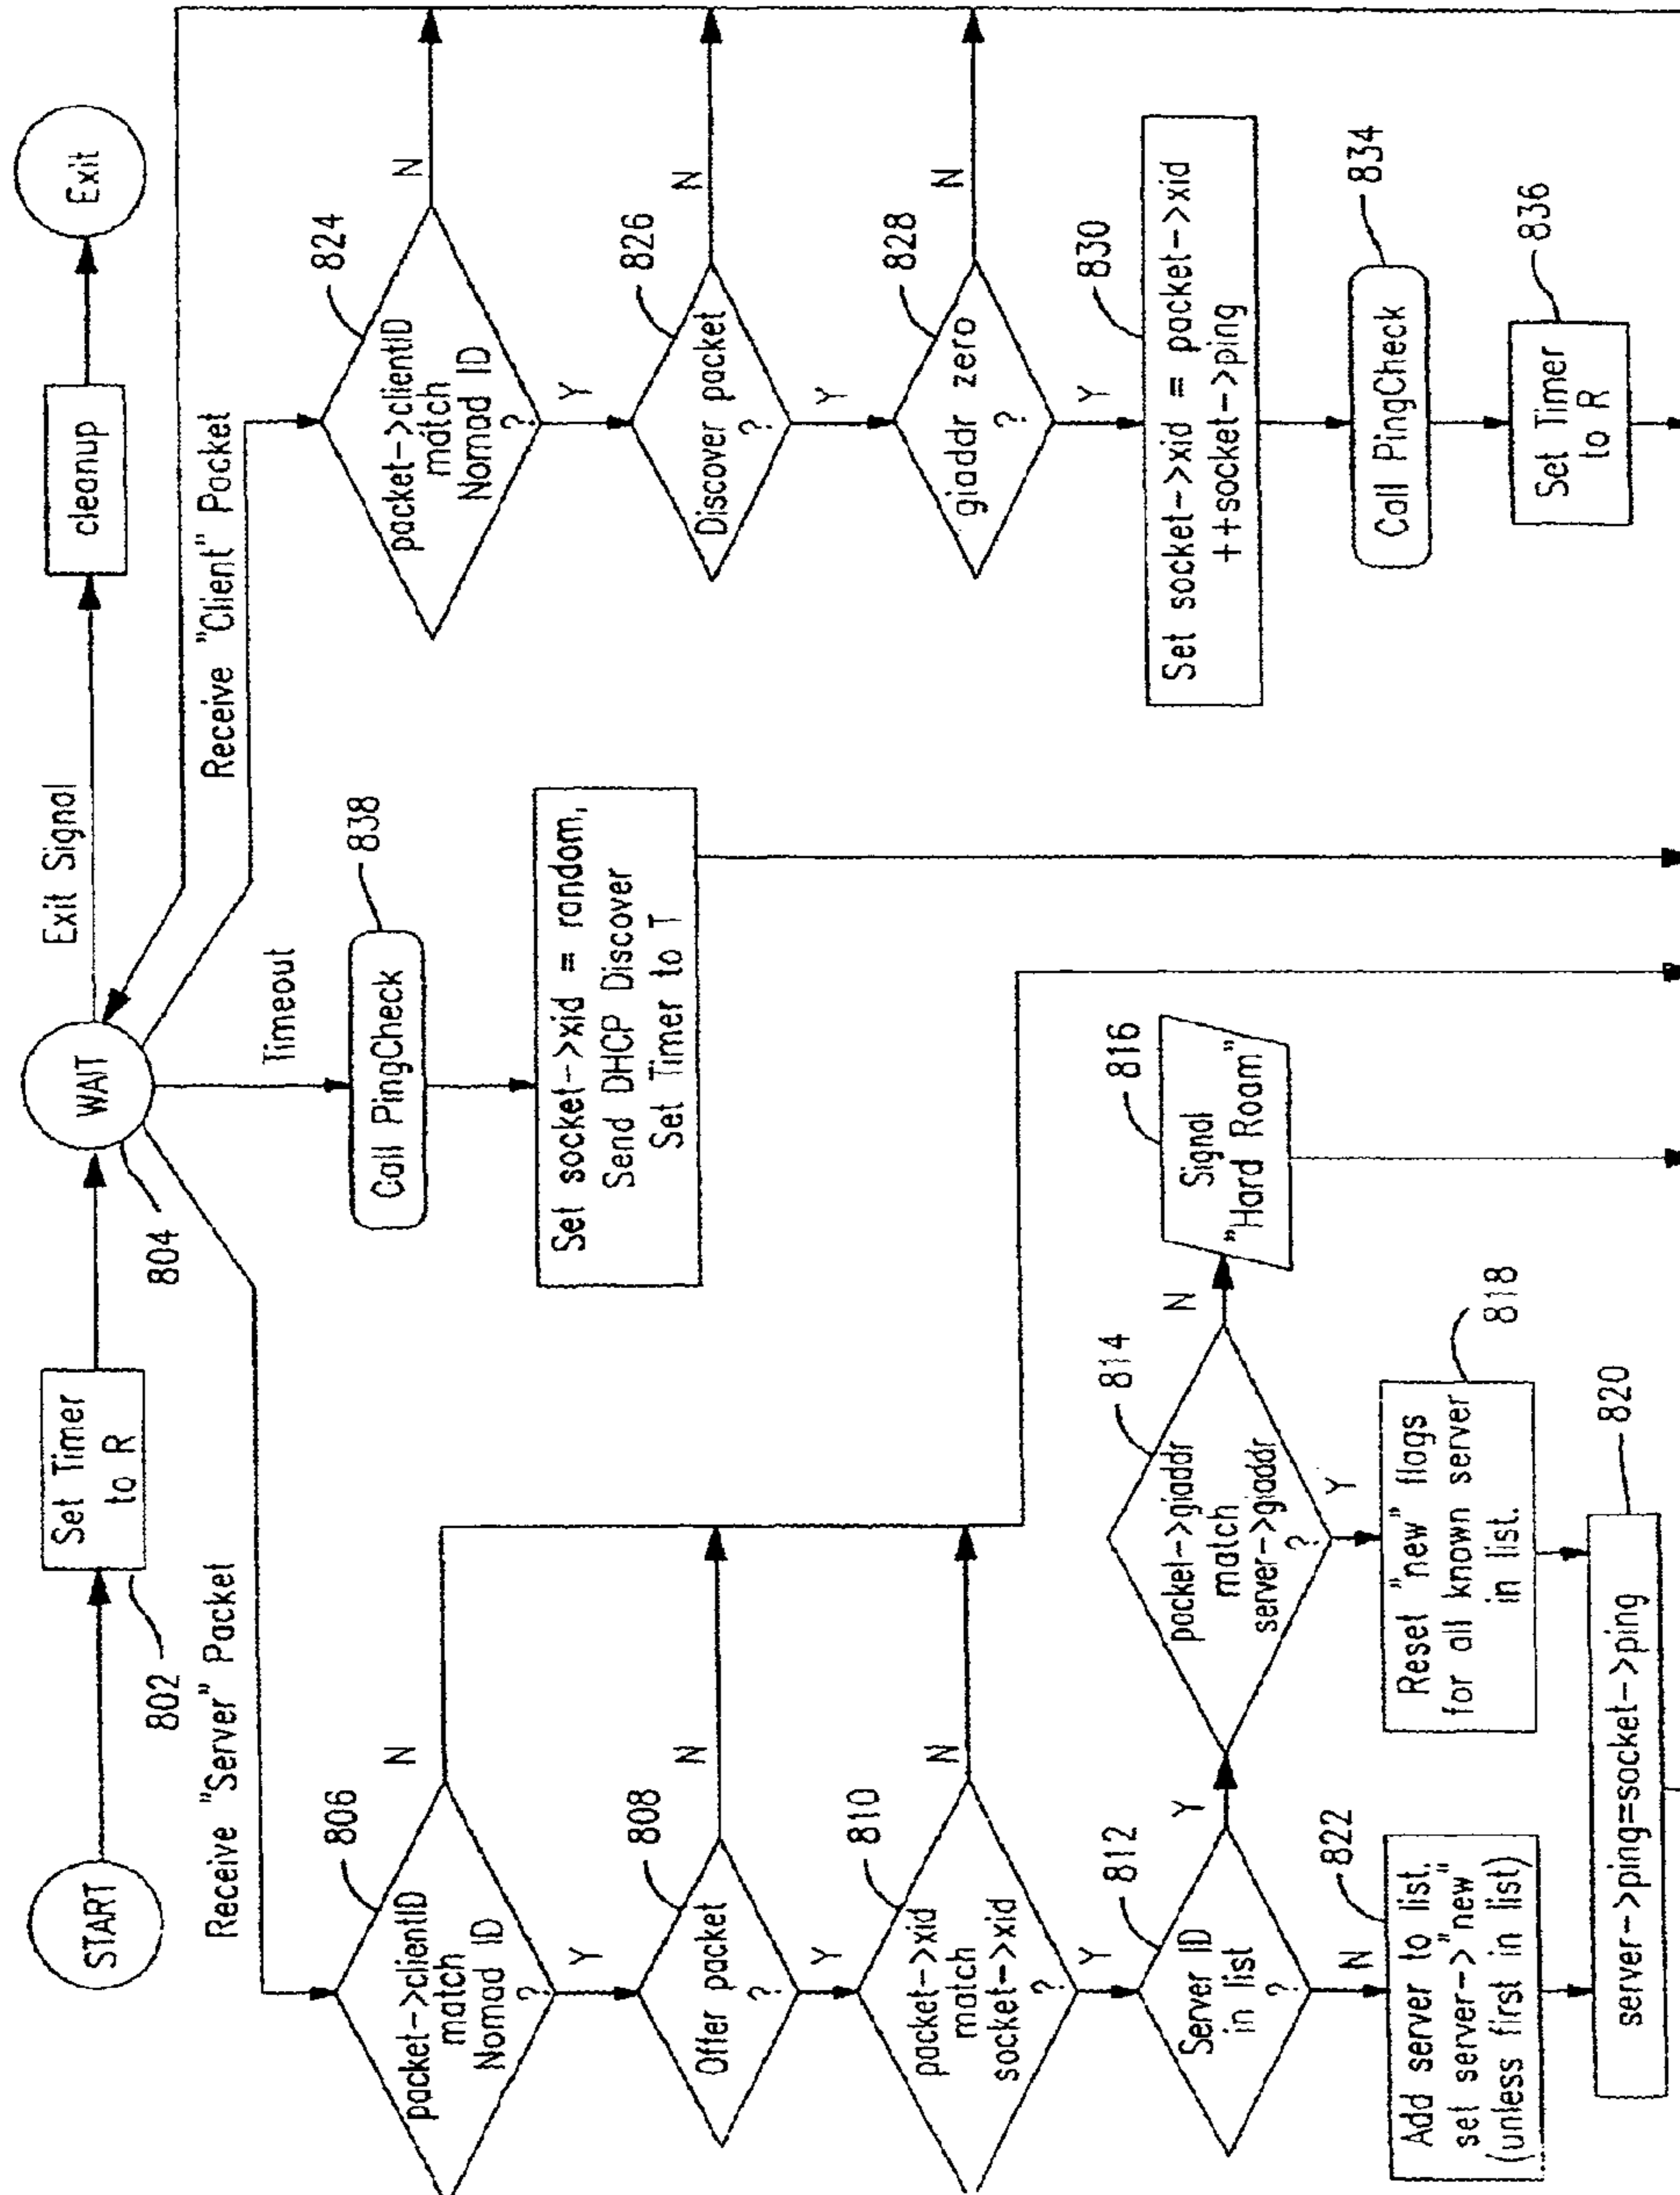 START
Set Timer
to R
802
WAIT
804
Exit Signal
cleanup
Exit
Receive "Server" Packet
packet->clientID
match
Nomad ID
?
806
N
Y
Offer packet
?
808
N
Y
packet->xid
match
socket->xid
?
810
N
Y
Server ID
in list
?
812
Y
N
packet->giaddr
match
server->giaddr
?
814
N
Y
Signal
"Hard Roam"
816
Reset "new" flags
for all known server
in list.
818
Add server to list.
set server->"new"
(unless first in list)
822
server->ping=socket->ping
820
Timeout
Call PingCheck
838
Set socket->xid = random,
Send DHCP Discover
Set Timer to T
Receive "Client" Packet
packet->clientID
match
Nomad ID
?
824
N
Y
Discover packet
?
826
N
Y
giaddr zero
?
828
N
Y
Set socket->xid = packet->xid
++socket->ping
830
Call PingCheck
834
Set Timer
to R
836